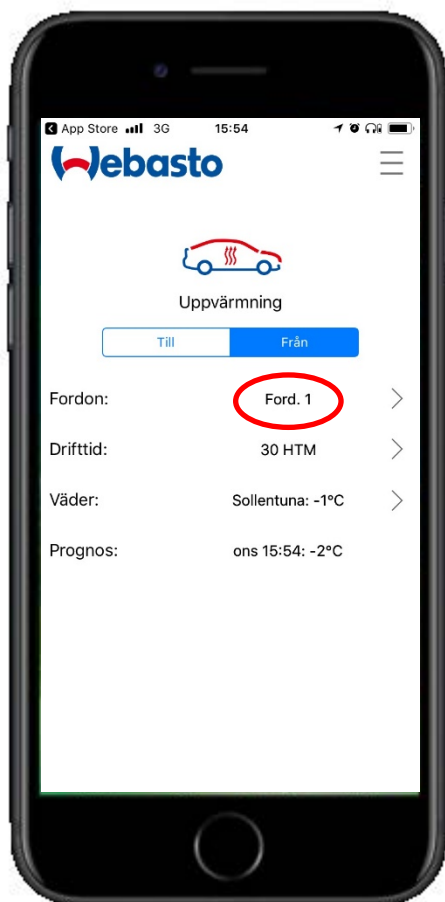 App Store 3G 15:54
Webasto
Uppvärmning
Till Från
Fordon: Ford. 1
Drifttid: 30 HTM
Väder: Sollentuna: -1°C
Prognos: ons 15:54: -2°C